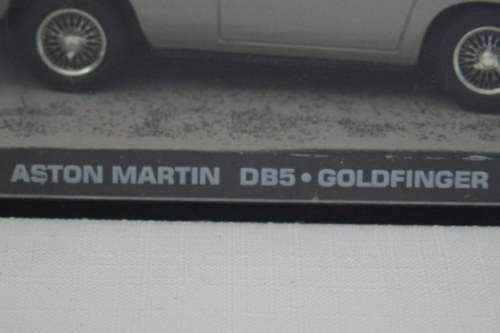 ASTON MARTIN DB5 • GOLDFINGER